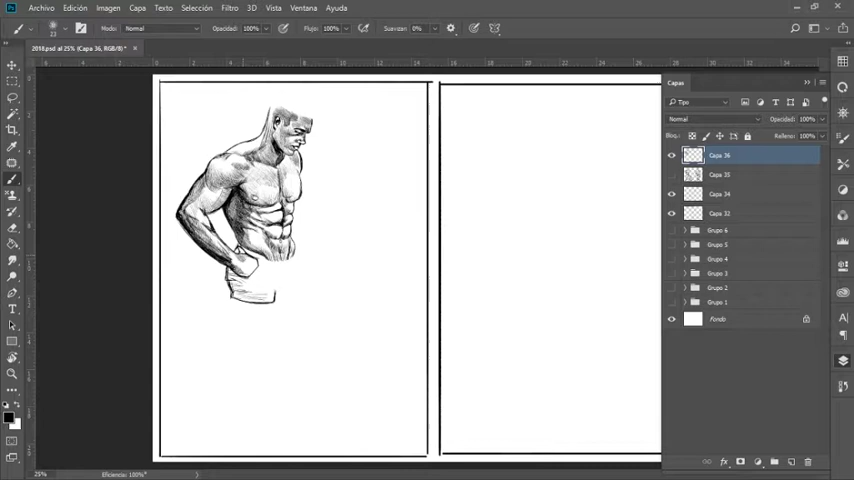 Archivo Edición Imagen Capa Texto Selección Filtro 3D Vista Ventana Ayuda
Modo: Normal Opacidad: 100% Flujo: 100% Suavizar: 0%
2018.psd al 25% (Capa 36, RGB/8) *
Capas
Tipo
Normal Opacidad: 100%
Bloq.: Relleno: 100%
Capa 36
Capa 35
Capa 34
Capa 32
Grupo 6
Grupo 5
Grupo 4
Grupo 3
Grupo 2
Grupo 1
Fondo
25% Eficiencia: 100%*